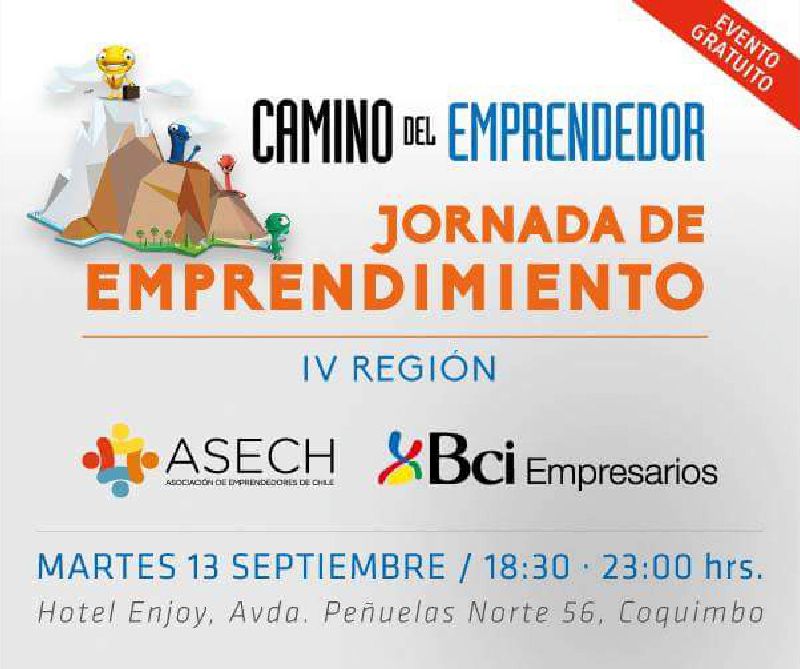 EVENTO
GRATUITO
CAMINO DEL EMPRENDEDOR
JORNADA DE
EMPRENDIMIENTO
IV REGIÓN
ASECH
ASOCIACIÓN DE EMPRENDEDORES DE CHILE
Bci Empresarios
MARTES 13 SEPTIEMBRE / 18:30 · 23:00 hrs.
Hotel Enjoy, Avda. Peñuelas Norte 56, Coquimbo